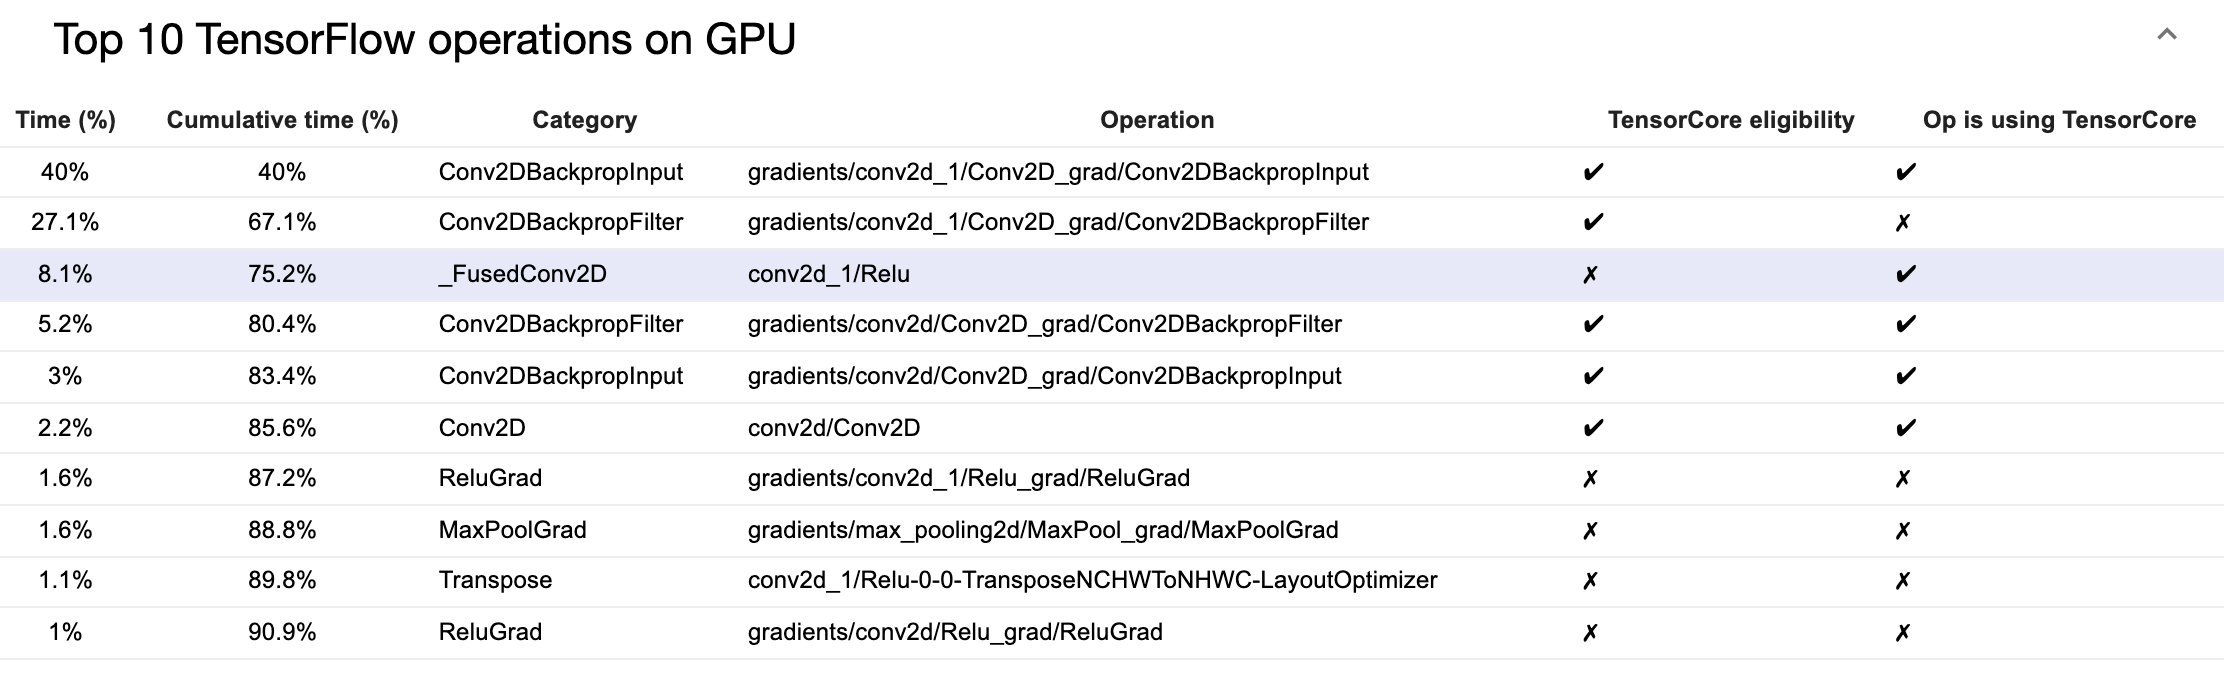 Top 10 TensorFlow operations on GPU
Time (%) Cumulative time (%) Category Operation TensorCore eligibility Op is using TensorCore
40% 40% Conv2DBackpropInput gradients/conv2d_1/Conv2D_grad/Conv2DBackpropInput ✔ ✔
27.1% 67.1% Conv2DBackpropFilter gradients/conv2d_1/Conv2D_grad/Conv2DBackpropFilter ✔ ✗
8.1% 75.2% _FusedConv2D conv2d_1/Relu ✗ ✔
5.2% 80.4% Conv2DBackpropFilter gradients/conv2d/Conv2D_grad/Conv2DBackpropFilter ✔ ✔
3% 83.4% Conv2DBackpropInput gradients/conv2d/Conv2D_grad/Conv2DBackpropInput ✔ ✔
2.2% 85.6% Conv2D conv2d/Conv2D ✔ ✔
1.6% 87.2% ReluGrad gradients/conv2d_1/Relu_grad/ReluGrad ✗ ✗
1.6% 88.8% MaxPoolGrad gradients/max_pooling2d/MaxPool_grad/MaxPoolGrad ✗ ✗
1.1% 89.8% Transpose conv2d_1/Relu-0-0-TransposeNCHWToNHWC-LayoutOptimizer ✗ ✗
1% 90.9% ReluGrad gradients/conv2d/Relu_grad/ReluGrad ✗ ✗